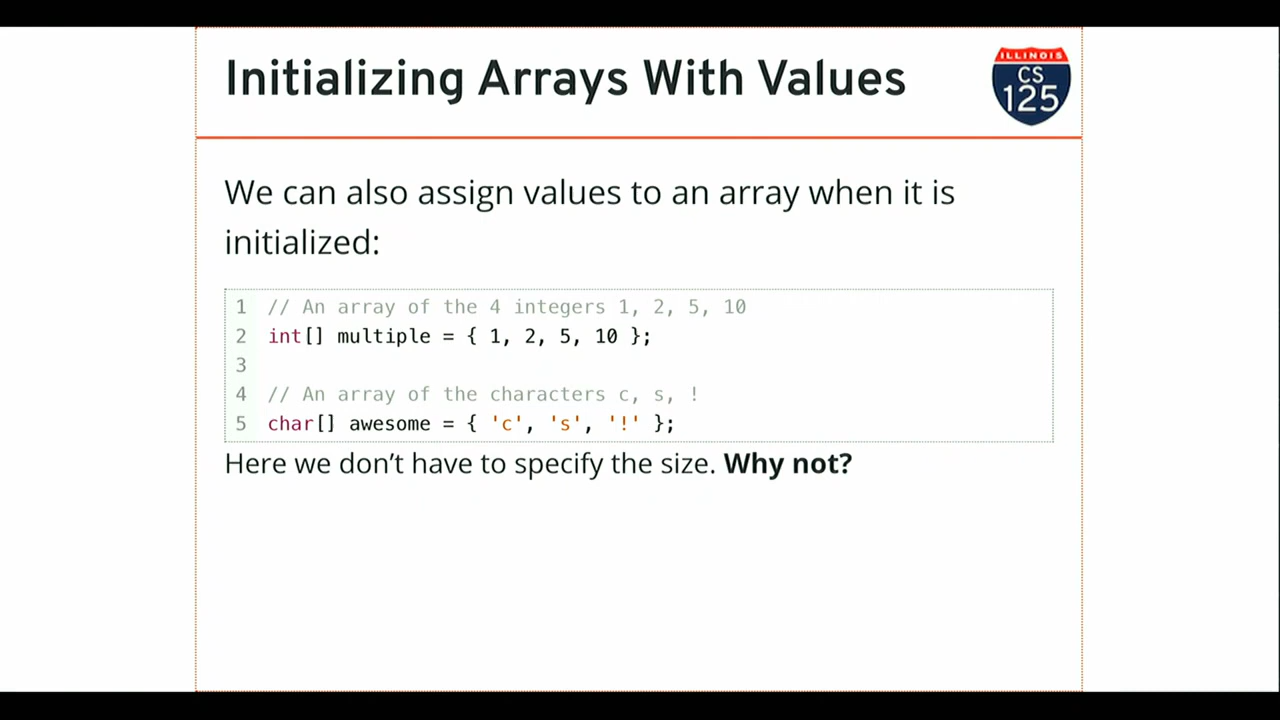 Initializing Arrays With Values
ILLINOIS
CS
125
We can also assign values to an array when it is
initialized:
1 // An array of the 4 integers 1, 2, 5, 10
2 int[] multiple = { 1, 2, 5, 10 };
3
4 // An array of the characters c, s, !
5 char[] awesome = { 'c', 's', '!' };
Here we don’t have to specify the size. Why not?